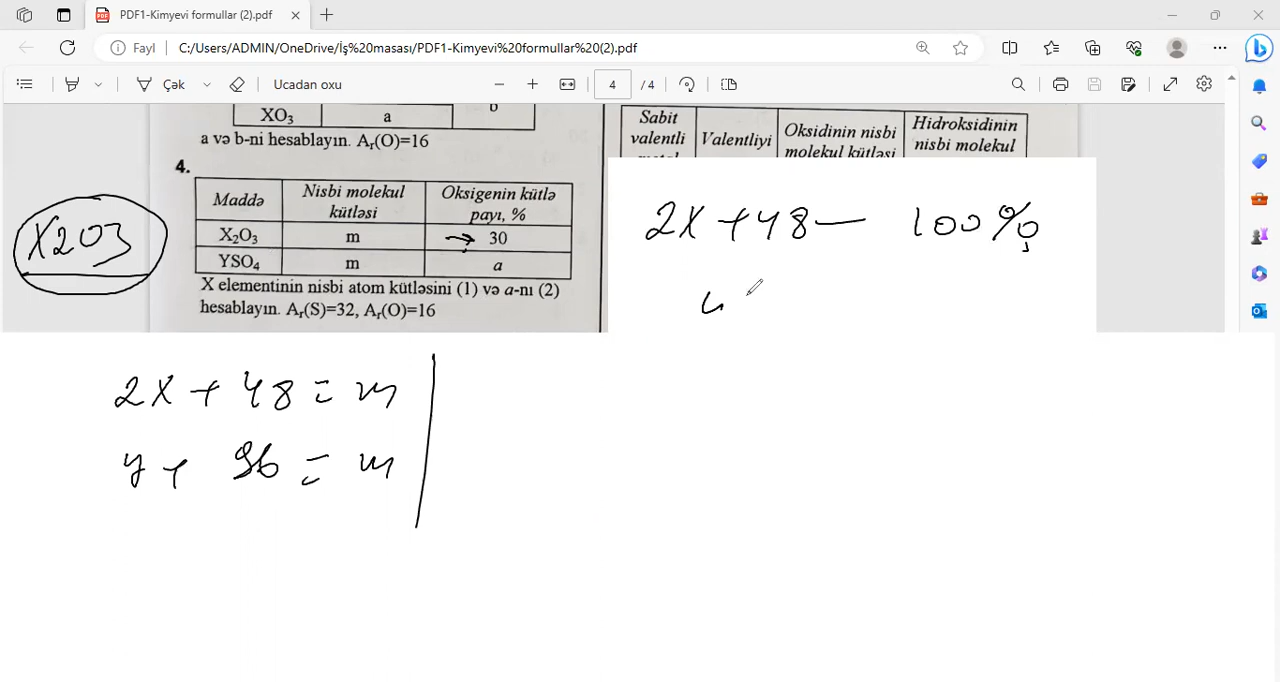 PDF1-Kimyevi formullar (2).pdf
Fayl C:/Users/ADMIN/OneDrive/İş%20masası/PDF1-Kimyevi%20formullar%20(2).pdf
Çək Ucadan oxu 4 / 4
XO₃ a b
a və b-ni hesablayın. Aᵣ(O)=16
Sabit valentli Valentliyi Oksidinin nisbi molekul kütləsi Hidroksidinin nisbi molekul
4.
Maddə Nisbi molekul kütləsi Oksigenin kütlə payı, %
X₂O₃ m 30
YSO₄ m a
X elementinin nisbi atom kütləsini (1) və a-nı (2)
hesablayın. Aᵣ(S)=32, Aᵣ(O)=16
X2O3
2X+48— 100%
4
2X + 48 = m
y + 96 = m